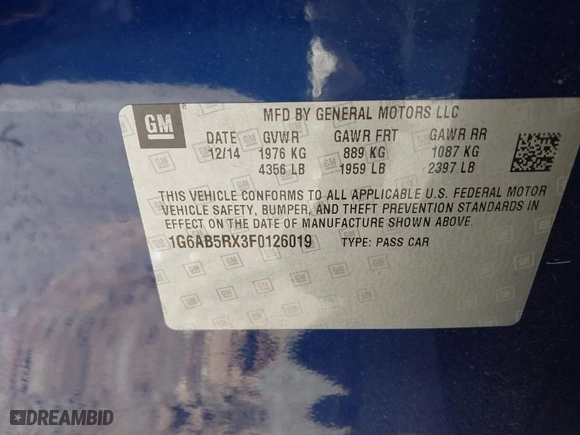 GM ® MFD BY GENERAL MOTORS LLC
DATE GVWR GAWR FRT GAWR RR
12/14 1976 KG 889 KG 1087 KG
4356 LB 1959 LB 2397 LB
THIS VEHICLE CONFORMS TO ALL APPLICABLE U.S. FEDERAL MOTOR
VEHICLE SAFETY, BUMPER, AND THEFT PREVENTION STANDARDS IN
EFFECT ON THE DATE OF MANUFACTURE SHOWN ABOVE.
1G6AB5RX3F0126019 TYPE: PASS CAR
DREAMBID